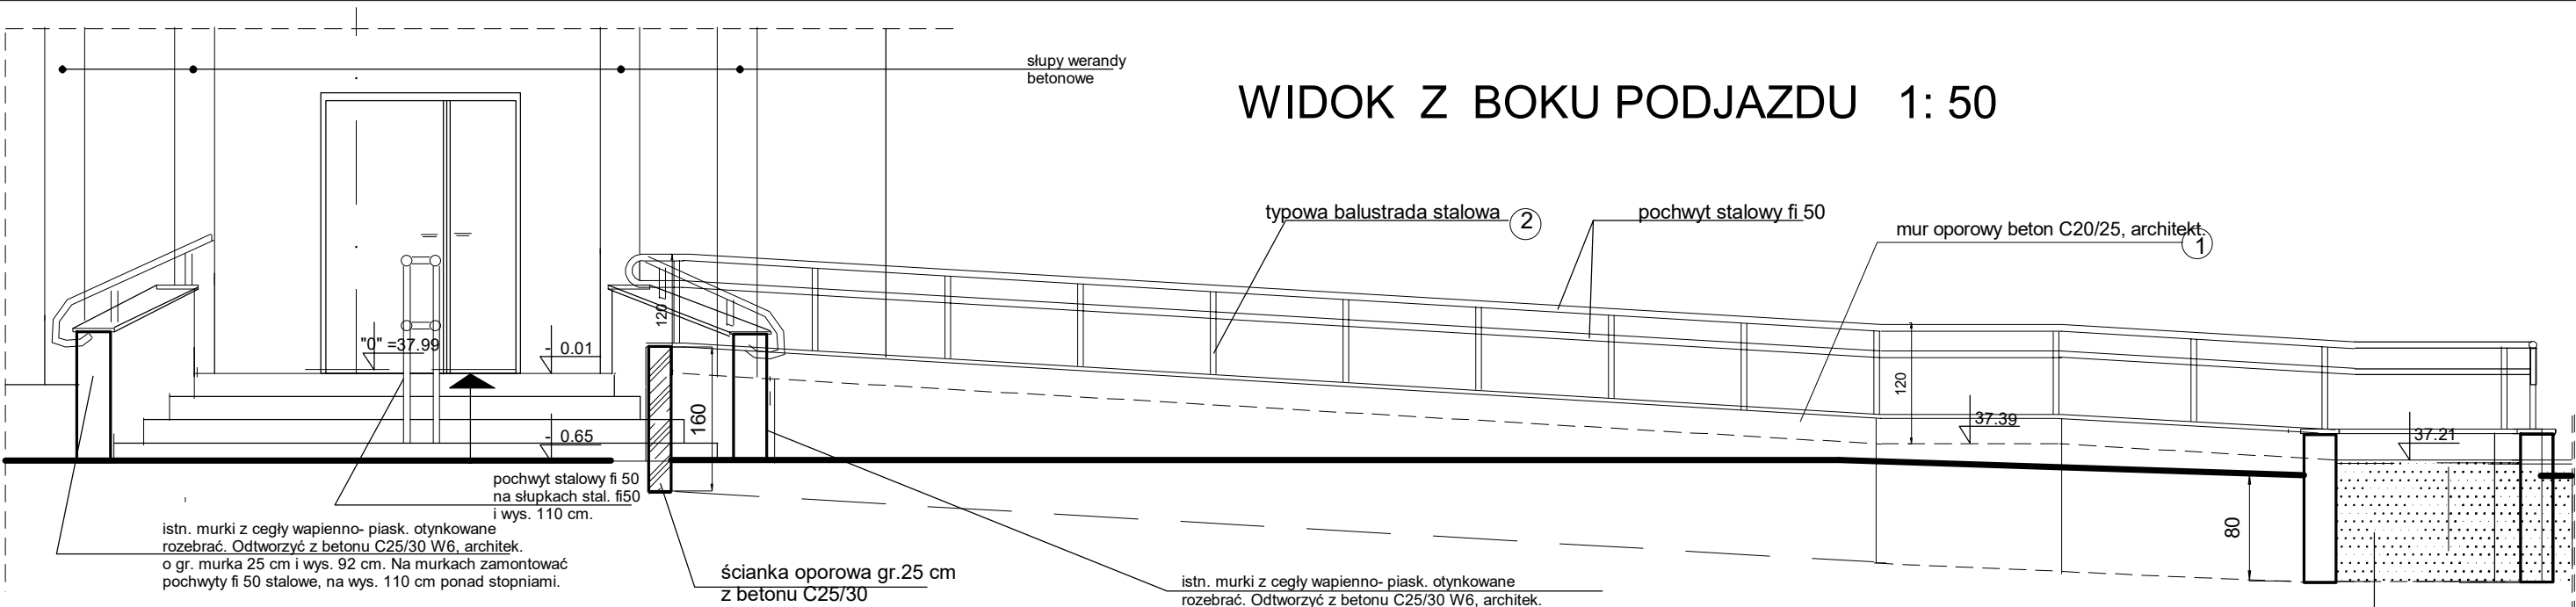 słupy werandy
betonowe
WIDOK Z BOKU PODJAZDU 1: 50
typowa balustrada stalowa 2
pochwyt stalowy fi 50
mur oporowy beton C20/25, architekt.
1
120
"0" =37.99
- 0.01
120
160
37.39
37.21
- 0.65
pochwyt stalowy fi 50
na słupkach stal. fi50
i wys. 110 cm.
80
istn. murki z cegły wapienno- piask. otynkowane
rozebrać. Odtworzyć z betonu C25/30 W6, architek.
o gr. murka 25 cm i wys. 92 cm. Na murkach zamontować
pochwyty fi 50 stalowe, na wys. 110 cm ponad stopniami.
ścianka oporowa gr.25 cm
z betonu C25/30
istn. murki z cegły wapienno- piask. otynkowane
rozebrać. Odtworzyć z betonu C25/30 W6, architek.